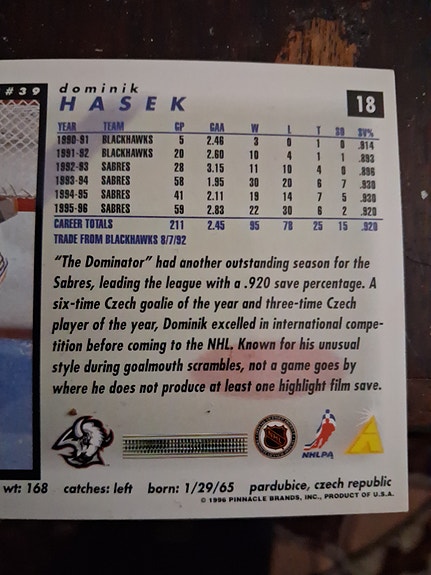 #39
dominik
HASEK
18
YEAR TEAM GP GAA W L T SO SV%
1990-91 BLACKHAWKS 5 2.46 3 0 1 0 .914
1991-92 BLACKHAWKS 20 2.60 10 4 1 1 .893
1992-93 SABRES 28 3.15 11 10 4 0 .896
1993-94 SABRES 58 1.95 30 20 6 7 .930
1994-95 SABRES 41 2.11 19 14 7 5 .930
1995-96 SABRES 59 2.83 22 30 6 2 .920
CAREER TOTALS 211 2.45 95 78 25 15 .920
TRADE FROM BLACKHAWKS 8/7/92
"The Dominator" had another outstanding season for the
Sabres, leading the league with a .920 save percentage. A
six-time Czech goalie of the year and three-time Czech
player of the year, Dominik excelled in international compe-
tition before coming to the NHL. Known for his unusual
style during goalmouth scrambles, not a game goes by
where he does not produce at least one highlight film save.
NHLPA
wt: 168 catches: left born: 1/29/65 pardubice, czech republic
© 1996 PINNACLE BRANDS, INC., PRODUCT OF U.S.A.